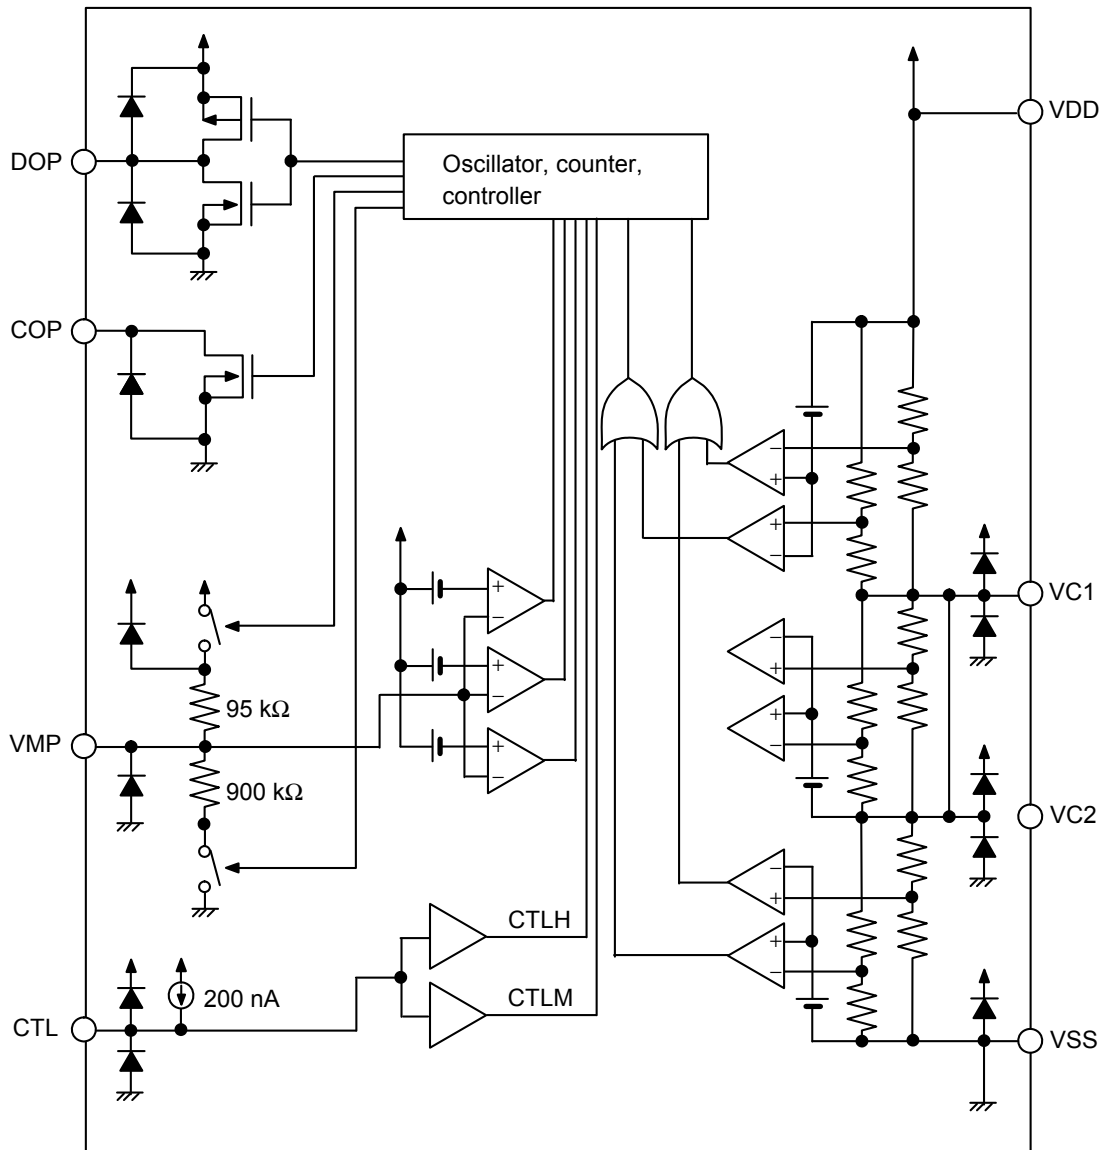 DOP
VDD
Oscillator, counter,
controller
COP
−
+
+
−
VC1
+
−
−
+
+
−
95 kΩ
+
−
VMP
+
−
900 kΩ
VC2
−
+
CTLH
+
−
200 nA
CTLM
CTL
VSS